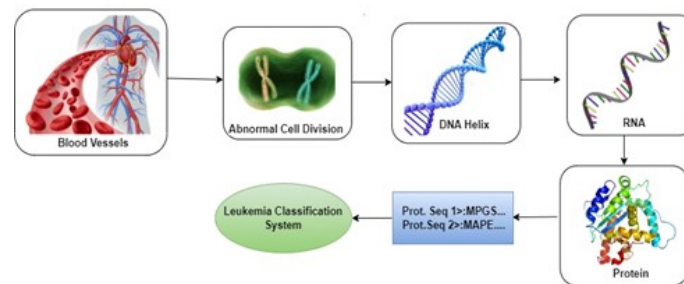 Blood Vessels
Abnormal Cell Division
DNA Helix
RNA
Protein
Prot. Seq 1>:MPGS...
Prot.Seq 2>:MAPE.....
Leukemia Classification
System